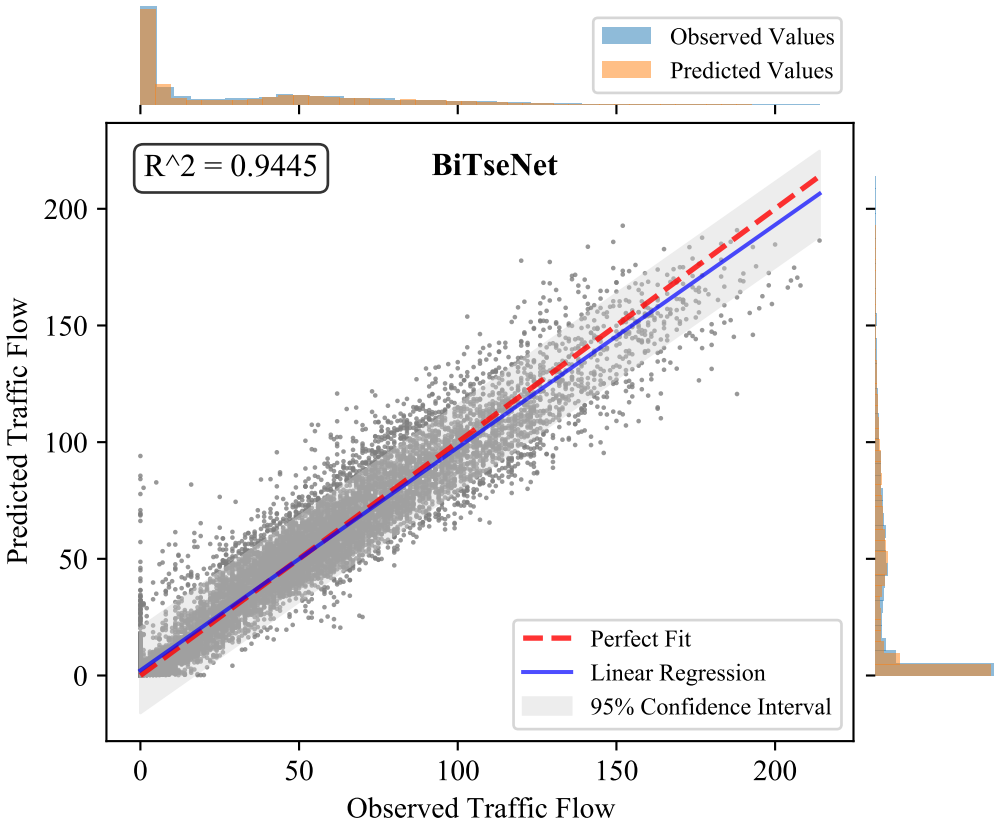 Observed Values
Predicted Values
R^2 = 0.9445
BiTseNet
Predicted Traffic Flow
200
150
100
50
0
Perfect Fit
Linear Regression
95% Confidence Interval
0 50 100 150 200
Observed Traffic Flow